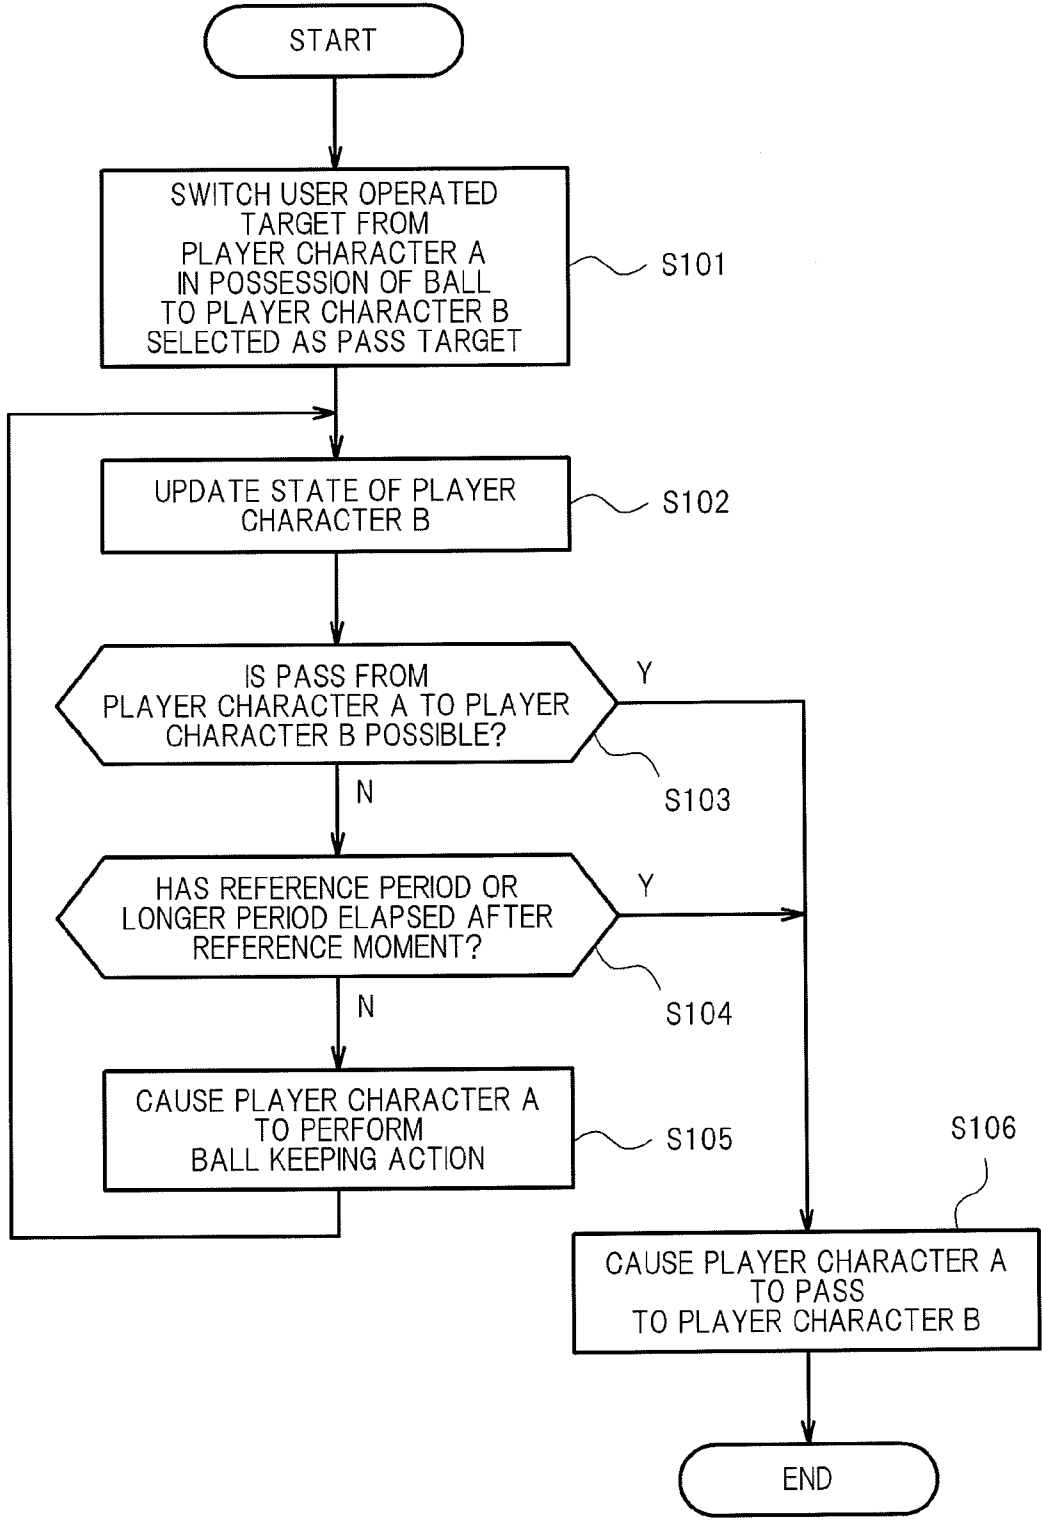 START
SWITCH USER OPERATED
TARGET FROM
PLAYER CHARACTER A
IN POSSESSION OF BALL
TO PLAYER CHARACTER B
SELECTED AS PASS TARGET
S101
UPDATE STATE OF PLAYER
CHARACTER B
S102
IS PASS FROM
PLAYER CHARACTER A TO PLAYER
CHARACTER B POSSIBLE?
Y
S103
N
HAS REFERENCE PERIOD OR
LONGER PERIOD ELAPSED AFTER
REFERENCE MOMENT?
Y
S104
N
CAUSE PLAYER CHARACTER A
TO PERFORM
BALL KEEPING ACTION
S105
S106
CAUSE PLAYER CHARACTER A
TO PASS
TO PLAYER CHARACTER B
END